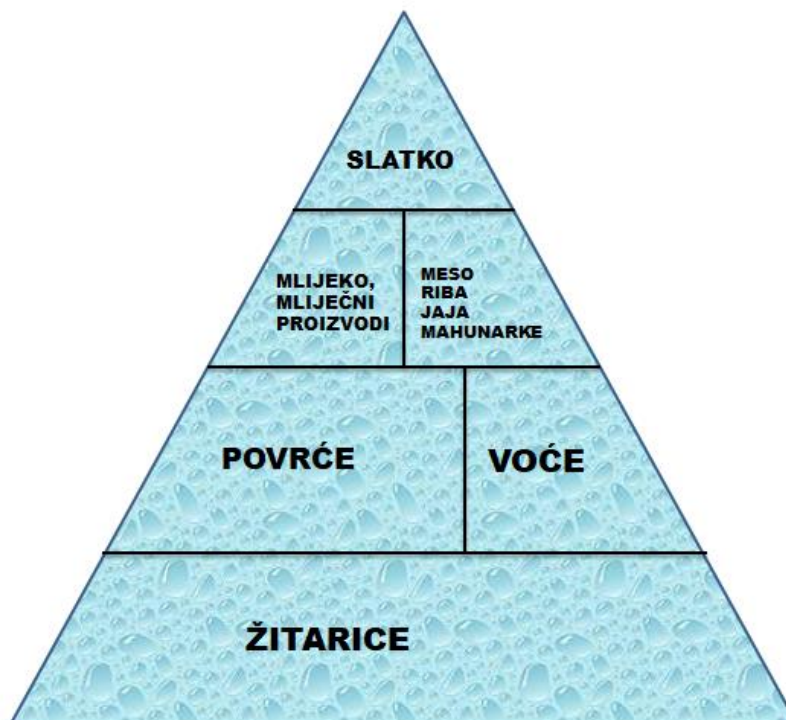 SLATKO
MLIJEKO,
MLIJEČNI
PROIZVODI
MESO
RIBA
JAJA
MAHUNARKE
POVRĆE
VOĆE
ŽITARICE